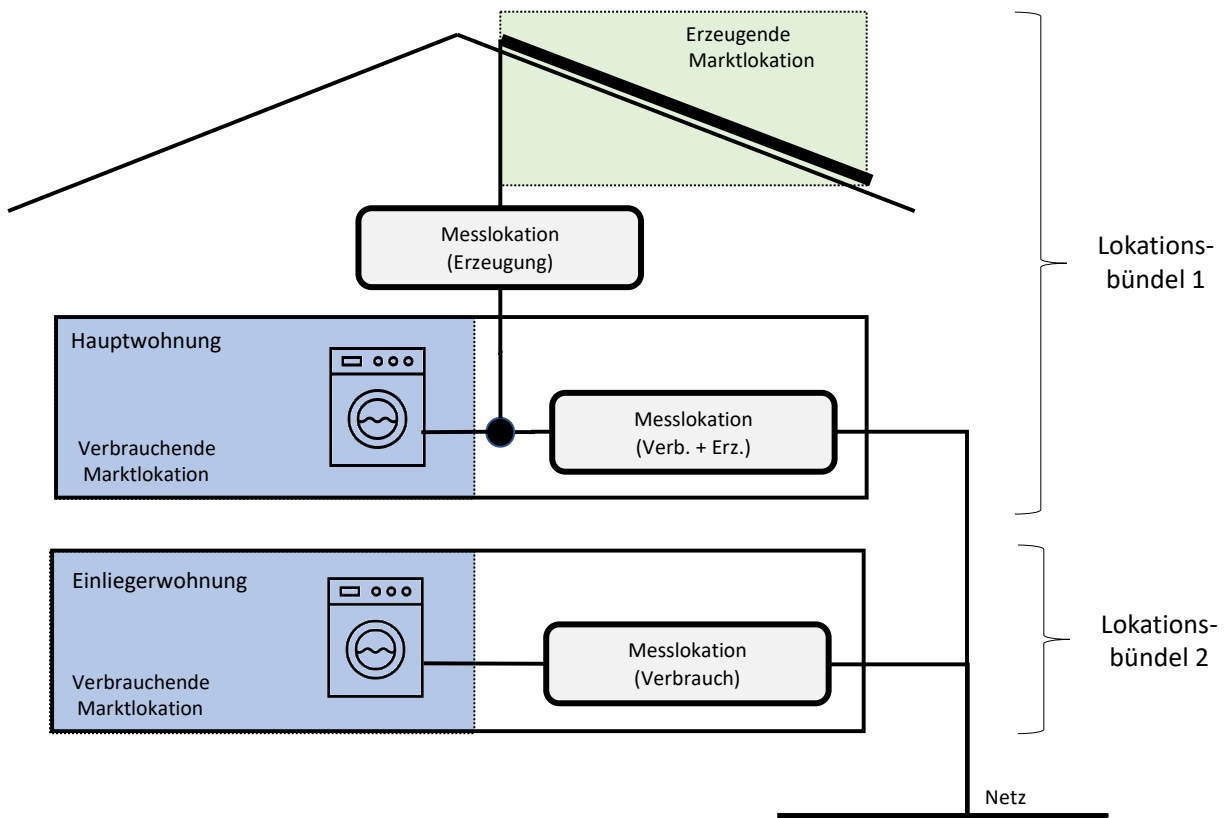 Erzeugende
Marktlokation
Messlokation
(Erzeugung)
Lokations-
bündel 1
Hauptwohnung
Verbrauchende
Marktlokation
Messlokation
(Verb. + Erz.)
Einliegerwohnung
Verbrauchende
Marktlokation
Messlokation
(Verbrauch)
Lokations-
bündel 2
Netz